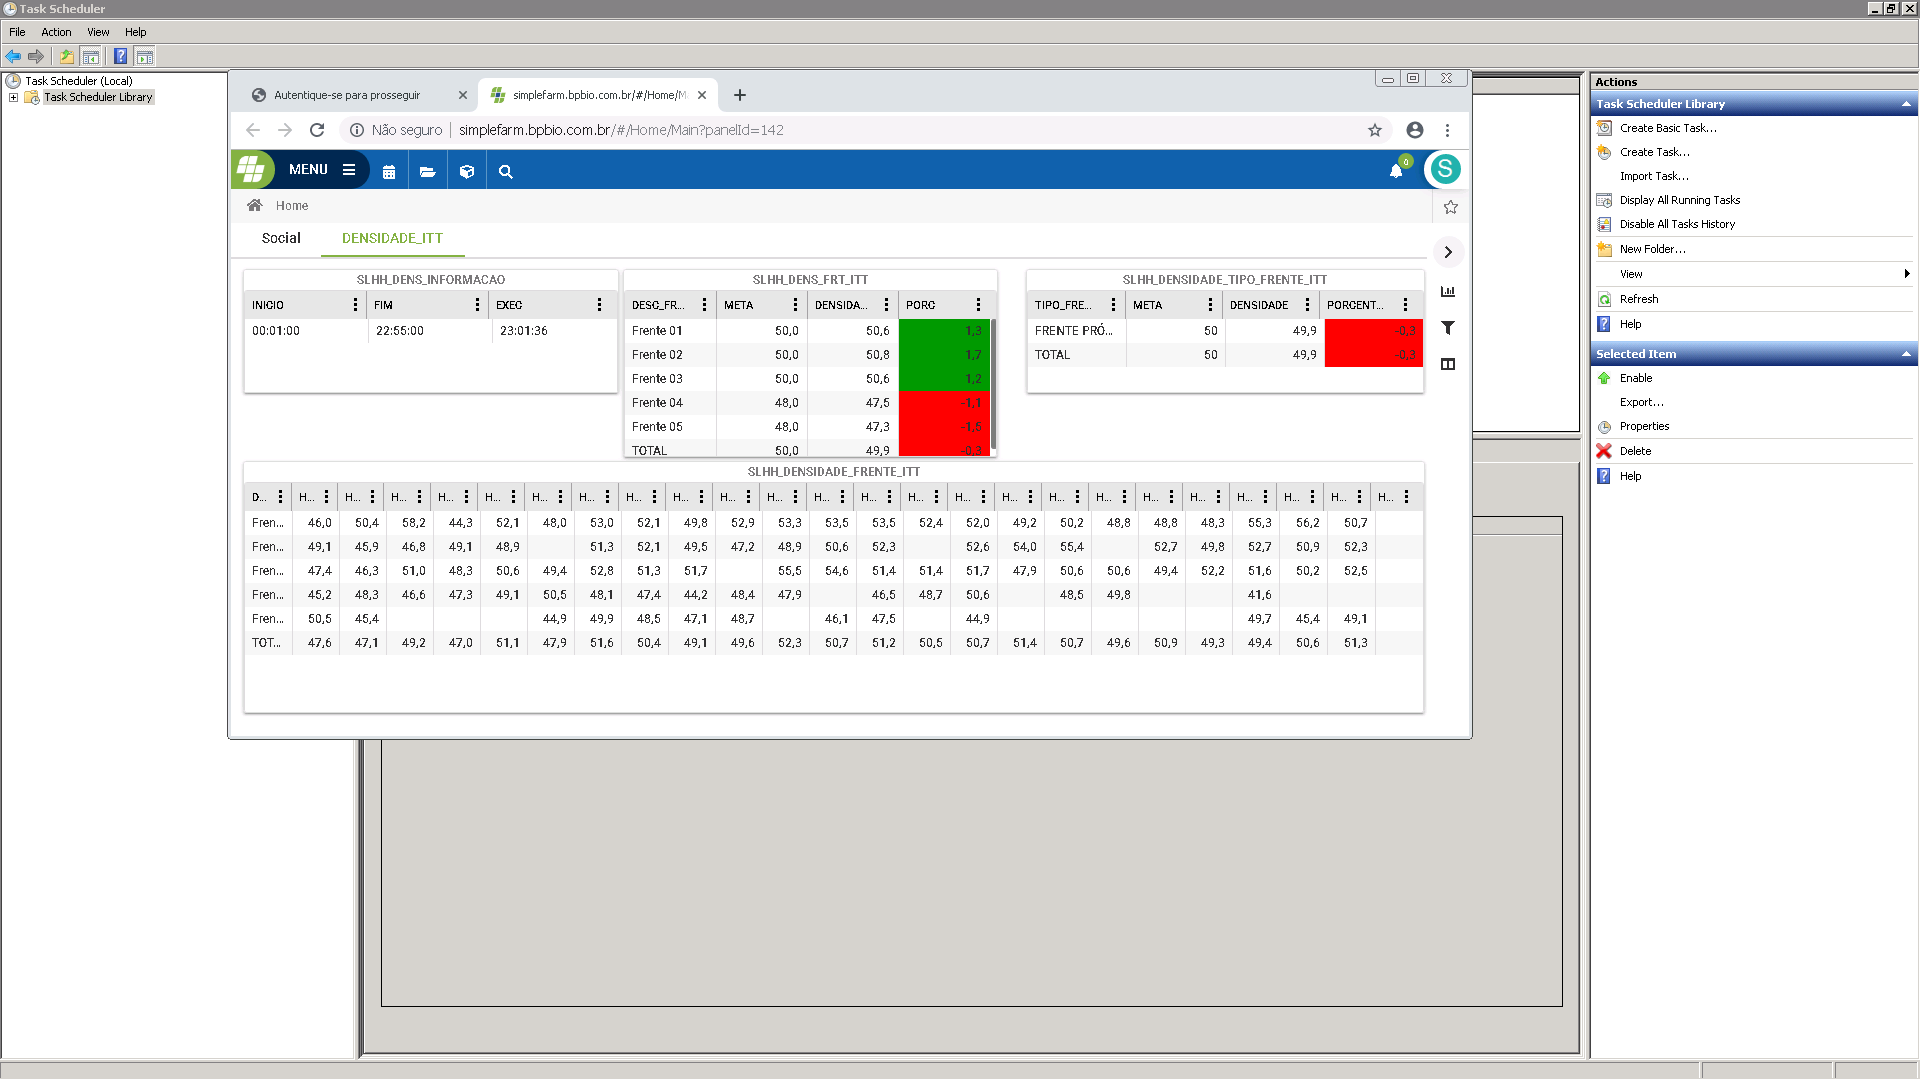 Task Scheduler
File Action View Help
Task Scheduler (Local)
Task Scheduler Library
Autentique-se para prosseguir
simplefarm.bpbio.com.br/#/Home/M
Não seguro simplefarm.bpbio.com.br/#/Home/Main?panelId=142
MENU
0
S
Home
Social DENSIDADE_ITT
SLHH_DENS_INFORMACAO
INICIO FIM EXEC
00:01:00 22:55:00 23:01:36
SLHH_DENS_FRT_ITT
DESC_FR... META DENSIDA... PORC
Frente 01 50,0 50,6 1,3
Frente 02 50,0 50,8 1,7
Frente 03 50,0 50,6 1,2
Frente 04 48,0 47,5 -1,1
Frente 05 48,0 47,3 -1,5
TOTAL 50,0 49,9 -0,3
SLHH_DENSIDADE_TIPO_FRENTE_ITT
TIPO_FRE... META DENSIDADE PORCENT...
FRENTE PRÓ... 50 49,9 -0,3
TOTAL 50 49,9 -0,3
SLHH_DENSIDADE_FRENTE_ITT
D... H... H... H... H... H... H... H... H... H... H... H... H... H... H... H... H... H... H... H... H... H... H... H... H...
Fren... 46,0 50,4 58,2 44,3 52,1 48,0 53,0 52,1 49,8 52,9 53,3 53,5 53,5 52,4 52,0 49,2 50,2 48,8 48,8 48,3 55,3 56,2 50,7
Fren... 49,1 45,9 46,8 49,1 48,9 51,3 52,1 49,5 47,2 48,9 50,6 52,3 52,6 54,0 55,4 52,7 49,8 52,7 50,9 52,3
Fren... 47,4 46,3 51,0 48,3 50,6 49,4 52,8 51,3 51,7 55,5 54,6 51,4 51,4 51,7 47,9 50,6 50,6 49,4 52,2 51,6 50,2 52,5
Fren... 45,2 48,3 46,6 47,3 49,1 50,5 48,1 47,4 44,2 48,4 47,9 46,5 48,7 50,6 48,5 49,8 41,6
Fren... 50,5 45,4 44,9 49,9 48,5 47,1 48,7 46,1 47,5 44,9 49,7 45,4 49,1
TOT... 47,6 47,1 49,2 47,0 51,1 47,9 51,6 50,4 49,1 49,6 52,3 50,7 51,2 50,5 50,7 51,4 50,7 49,6 50,9 49,3 49,4 50,6 51,3
Actions
Task Scheduler Library
Create Basic Task...
Create Task...
Import Task...
Display All Running Tasks
Disable All Tasks History
New Folder...
View
Refresh
Help
Selected Item
Enable
Export...
Properties
Delete
Help